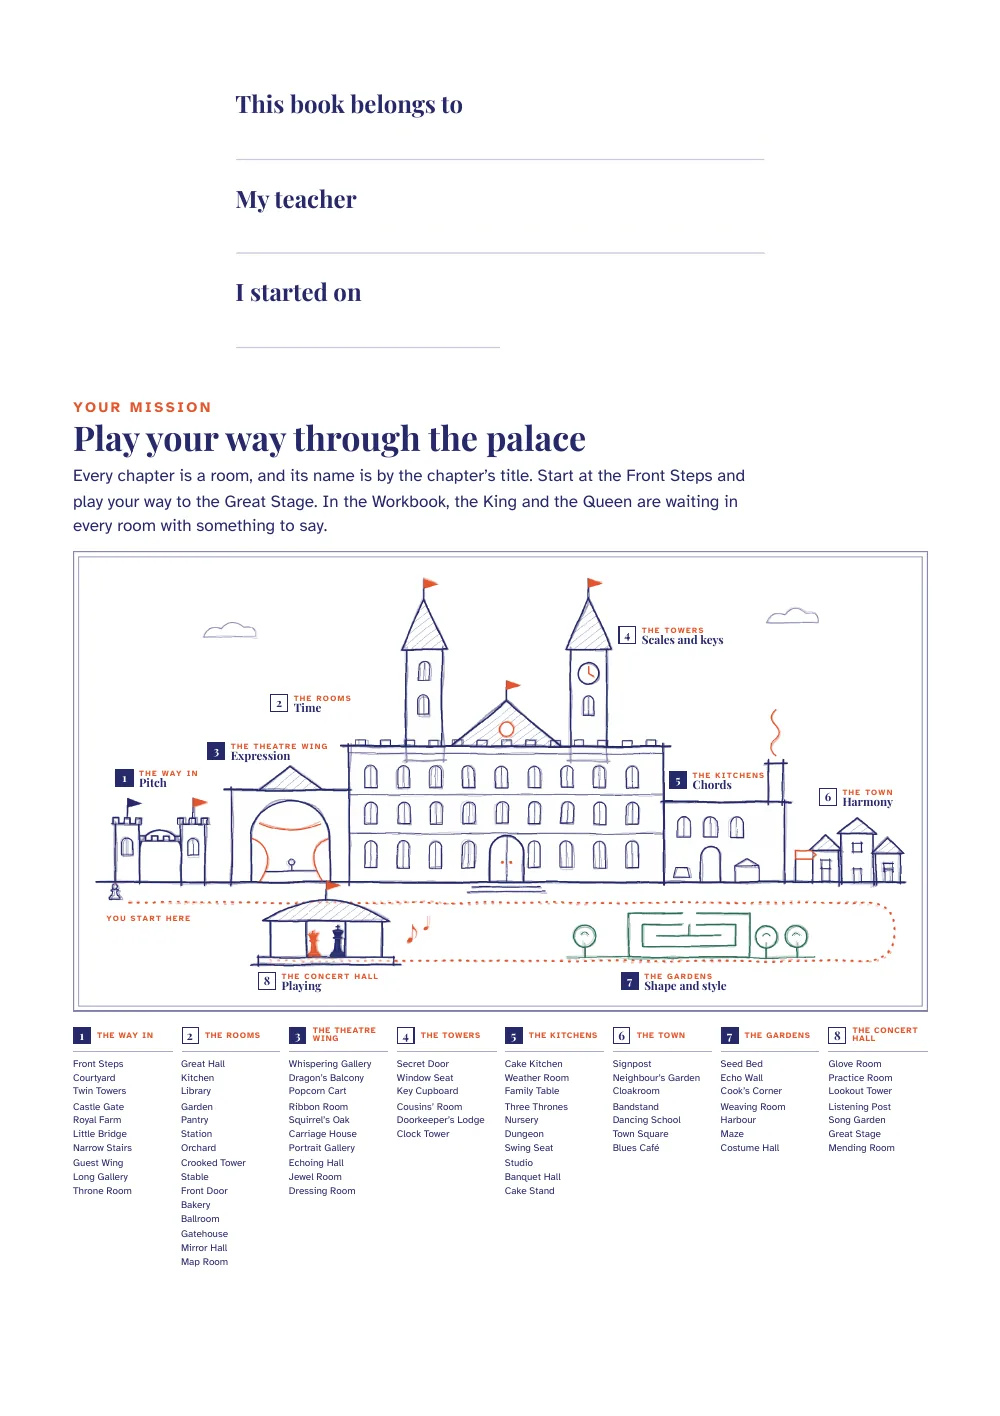 This book belongs to
My teacher
I started on
YOUR MISSION
Play your way through the palace
Every chapter is a room, and its name is by the chapter's title. Start at the Front Steps and
play your way to the Great Stage. In the Workbook, the King and the Queen are waiting in
every room with something to say.
4 THE TOWERS
Scales and keys
2 THE ROOMS
Time
3 THE THEATRE WING
Expression
1 THE WAY IN
Pitch
5 THE KITCHENS
Chords
6 THE TOWN
Harmony
YOU START HERE
8 THE CONCERT HALL
Playing
7 THE GARDENS
Shape and style
1 THE WAY IN
Front Steps
Courtyard
Twin Towers
Castle Gate
Royal Farm
Little Bridge
Narrow Stairs
Guest Wing
Long Gallery
Throne Room
2 THE ROOMS
Great Hall
Kitchen
Library
Garden
Pantry
Station
Orchard
Crooked Tower
Stable
Front Door
Bakery
Ballroom
Gatehouse
Mirror Hall
Map Room
3 THE THEATRE
WING
Whispering Gallery
Dragon's Balcony
Popcorn Cart
Ribbon Room
Squirrel's Oak
Carriage House
Portrait Gallery
Echoing Hall
Jewel Room
Dressing Room
4 THE TOWERS
Secret Door
Window Seat
Key Cupboard
Cousins' Room
Doorkeeper's Lodge
Clock Tower
5 THE KITCHENS
Cake Kitchen
Weather Room
Family Table
Three Thrones
Nursery
Dungeon
Swing Seat
Studio
Banquet Hall
Cake Stand
6 THE TOWN
Signpost
Neighbour's Garden
Cloakroom
Bandstand
Dancing School
Town Square
Blues Café
7 THE GARDENS
Seed Bed
Echo Wall
Cook's Corner
Weaving Room
Harbour
Maze
Costume Hall
8 THE CONCERT
HALL
Glove Room
Practice Room
Lookout Tower
Listening Post
Song Garden
Great Stage
Mending Room